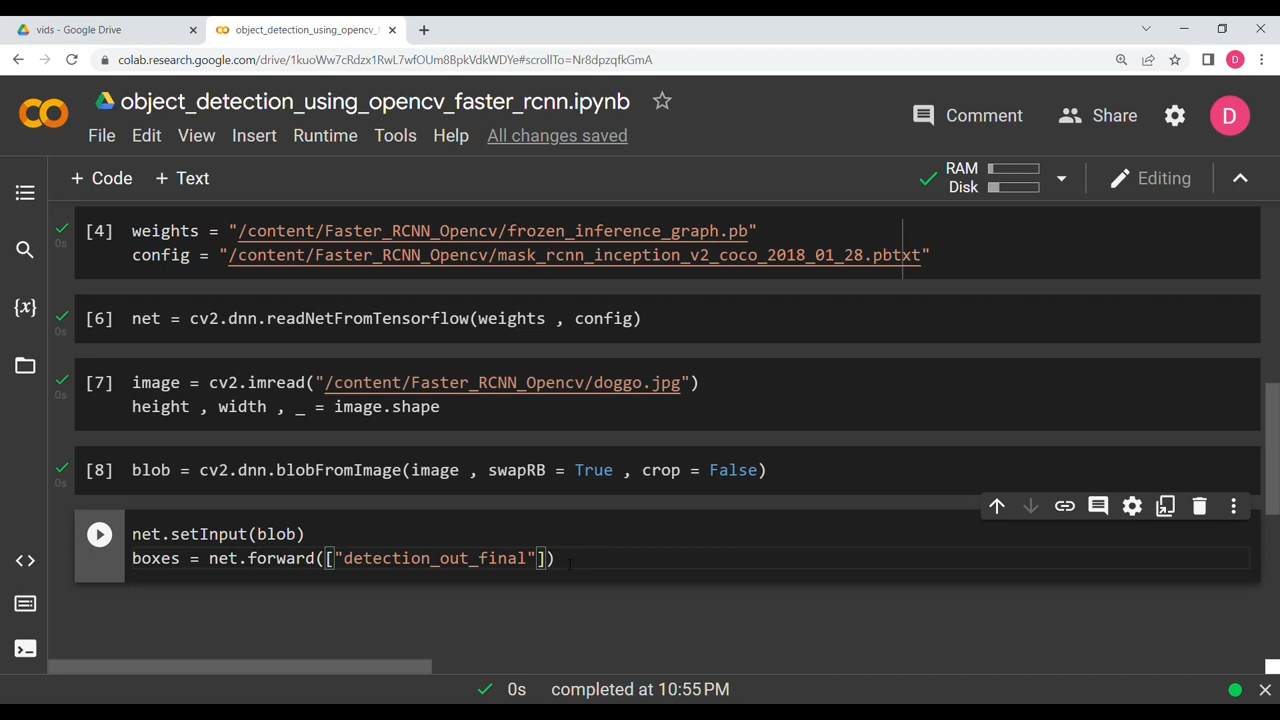 vids - Google Drive
object_detection_using_opencv_f
colab.research.google.com/drive/1kuoWw7cRdzx1RwL7wfOUm8BpkVdkWDTo#scrollTo=Nr8dpzqfkGmA
D
object_detection_using_opencv_faster_rcnn.ipynb
File Edit View Insert Runtime Tools Help All changes saved
Comment
Share
D
+ Code + Text
RAM
Disk
Editing
[4] weights = "/content/Faster_RCNN_Opencv/frozen_inference_graph.pb"
0s
config = "/content/Faster_RCNN_Opencv/mask_rcnn_inception_v2_coco_2018_01_28.pbtxt"
{x}
[6] net = cv2.dnn.readNetFromTensorflow(weights , config)
0s
[7] image = cv2.imread("/content/Faster_RCNN_Opencv/doggo.jpg")
0s
height , width , _ = image.shape
[8] blob = cv2.dnn.blobFromImage(image , swapRB = True , crop = False)
0s
net.setInput(blob)
boxes = net.forward(["detection_out_final"])
0s completed at 10:55 PM